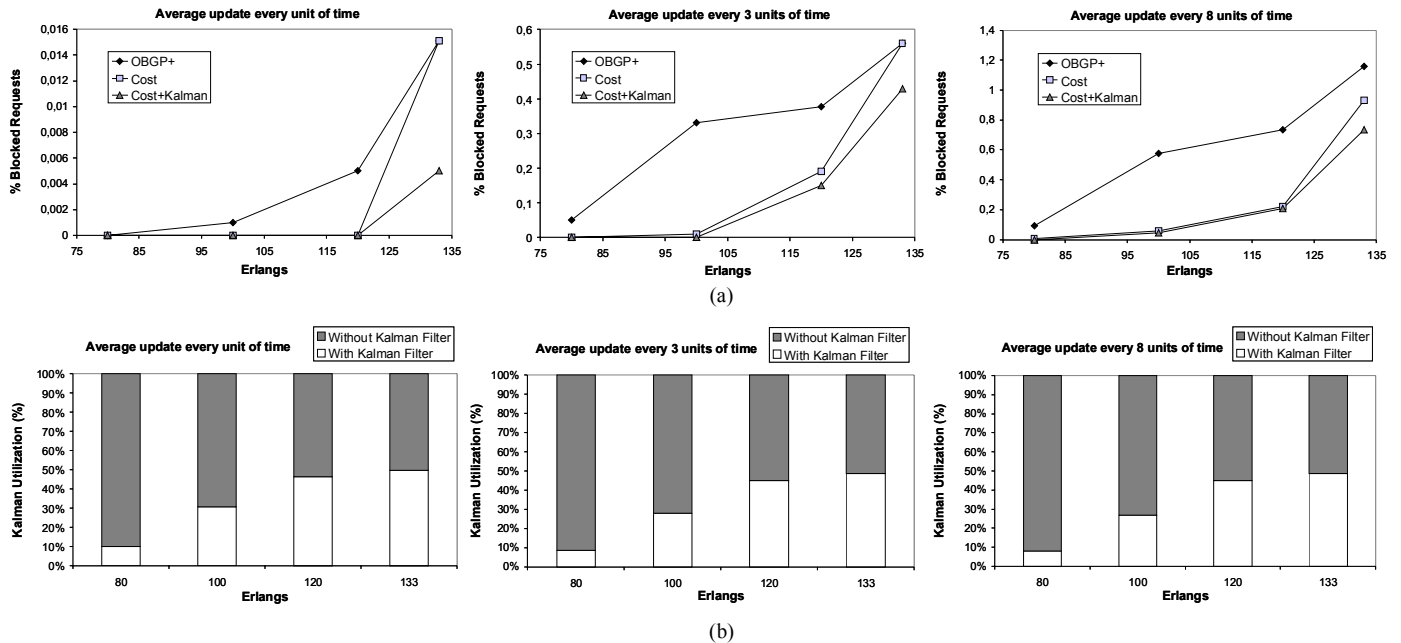 Average update every unit of time
% Blocked Requests
0,016
0,014
0,012
0,01
0,008
0,006
0,004
0,002
0
OBGP+
Cost
Cost+Kalman
75 85 95 105 115 125 135
Erlangs
Average update every 3 units of time
% Blocked Requests
0,6
0,5
0,4
0,3
0,2
0,1
0
OBGP+
Cost
Cost+Kalman
75 85 95 105 115 125 135
Erlangs
Average update every 8 units of time
% Blocked Requests
1,4
1,2
1
0,8
0,6
0,4
0,2
0
OBGP+
Cost
Cost+Kalman
75 85 95 105 115 125 135
Erlangs
(a)
Average update every unit of time
Without Kalman Filter
With Kalman Filter
Kalman Utilization (%)
100%
90%
80%
70%
60%
50%
40%
30%
20%
10%
0%
80 100 120 133
Erlangs
Average update every 3 units of time
Without Kalman Filter
With Kalman Filter
Kalman Utilization (%)
100%
90%
80%
70%
60%
50%
40%
30%
20%
10%
0%
80 100 120 133
Erlangs
Average update every 8 units of time
Without Kalman Filter
With Kalman Filter
Kalman Utilization (%)
100%
90%
80%
70%
60%
50%
40%
30%
20%
10%
0%
80 100 120 133
Erlangs
(b)